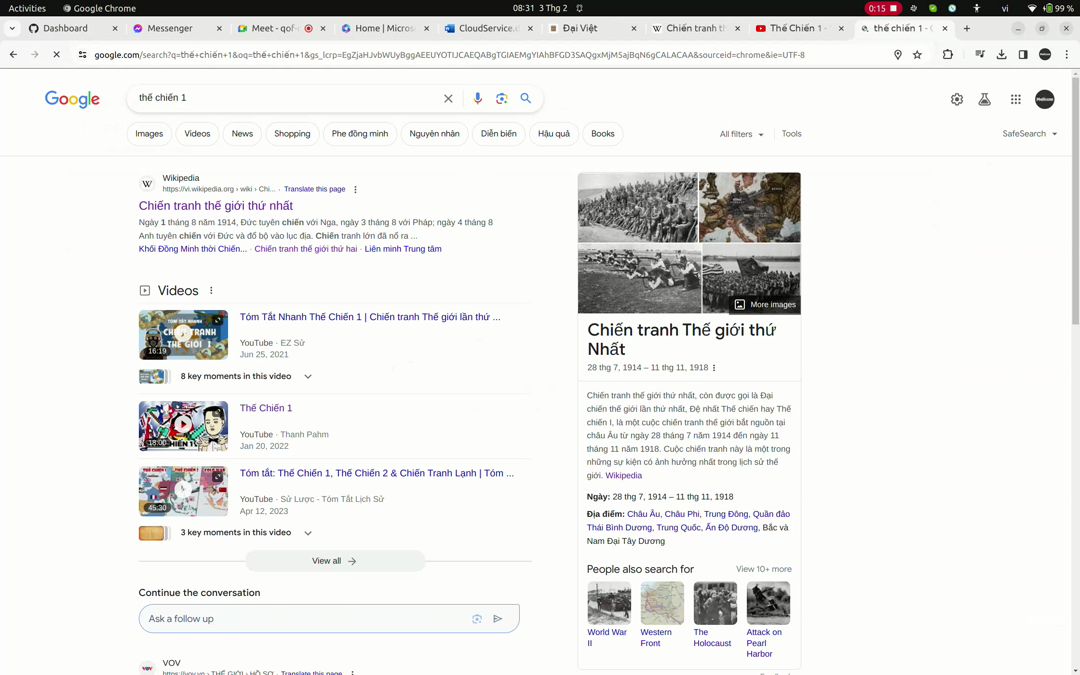 Activities
Google Chrome
08:31 3 Thg 2
0:15
vi
99 %
Dashboard
Messenger
Meet - qof-
Home | Micros
CloudService.c
Đại Việt
Chiến tranh th
Thế Chiến 1 -
thế chiến 1 - G
google.com/search?q=thế+chiến+1&oq=thế+chiến+1&gs_lcrp=EgZjaHJvbWUyBggAEEUYOTIJCAEQABgTGIAEMgYIAhBFGD3SAQgxMjM5ajBqN6gCALACAA&sourceid=chrome&ie=UTF-8
Google
thế chiến 1
Images
Videos
News
Shopping
Phe đồng minh
Nguyên nhân
Diễn biến
Hậu quả
Books
All filters
Tools
SafeSearch
W
Wikipedia
https://vi.wikipedia.org › wiki › Chi... · Translate this page
Chiến tranh thế giới thứ nhất
Ngày 1 tháng 8 năm 1914, Đức tuyên chiến với Nga, ngày 3 tháng 8 với Pháp; ngày 4 tháng 8
Anh tuyên chiến với Đức và đổ bộ vào lục địa. Chiến tranh lớn đã nổ ra ...
Khối Đồng Minh thời Chiến... · Chiến tranh thế giới thứ hai · Liên minh Trung tâm
Videos
16:19
Tóm Tắt Nhanh Thế Chiến 1 | Chiến tranh Thế giới lần thứ ...
YouTube · EZ Sử
Jun 25, 2021
8 key moments in this video
18:00
Thế Chiến 1
YouTube · Thanh Pahm
Jan 20, 2022
45:30
Tóm tắt: Thế Chiến 1, Thế Chiến 2 & Chiến Tranh Lạnh | Tóm ...
YouTube · Sử Lược - Tóm Tắt Lịch Sử
Apr 12, 2023
3 key moments in this video
View all
Continue the conversation
Ask a follow up
VOV
https://vov.vn › THẾ GIỚI › HỒ SƠ · Translate this page
More images
Chiến tranh Thế giới thứ
Nhất
28 thg 7, 1914 – 11 thg 11, 1918
Chiến tranh thế giới thứ nhất, còn được gọi là Đại
chiến thế giới lần thứ nhất, Đệ nhất Thế chiến hay Thế
chiến I, là một cuộc chiến tranh thế giới bắt nguồn tại
châu Âu từ ngày 28 tháng 7 năm 1914 đến ngày 11
tháng 11 năm 1918. Cuộc chiến tranh này là một trong
những sự kiện có ảnh hưởng nhất trong lịch sử thế
giới. Wikipedia
Ngày: 28 thg 7, 1914 – 11 thg 11, 1918
Địa điểm: Châu Âu, Châu Phi, Trung Đông, Quần đảo
Thái Bình Dương, Trung Quốc, Ấn Độ Dương, Bắc và
Nam Đại Tây Dương
People also search for
View 10+ more
World War
II
Western
Front
The
Holocaust
Attack on
Pearl
Harbor